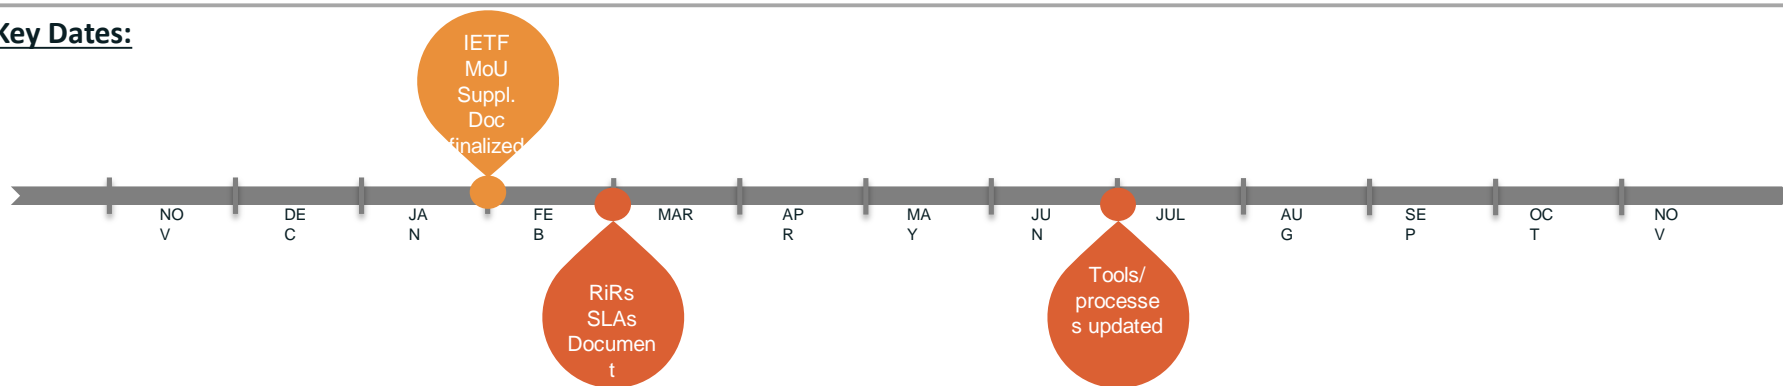 Key Dates:
IETF
MoU
Suppl.
Doc
finalized
NO
V
DE
C
JA
N
FE
B
MAR
AP
R
MA
Y
JU
N
JUL
AU
G
SE
P
OC
T
NO
V
RiRs
SLAs
Documen
t
Tools/
processe
s updated